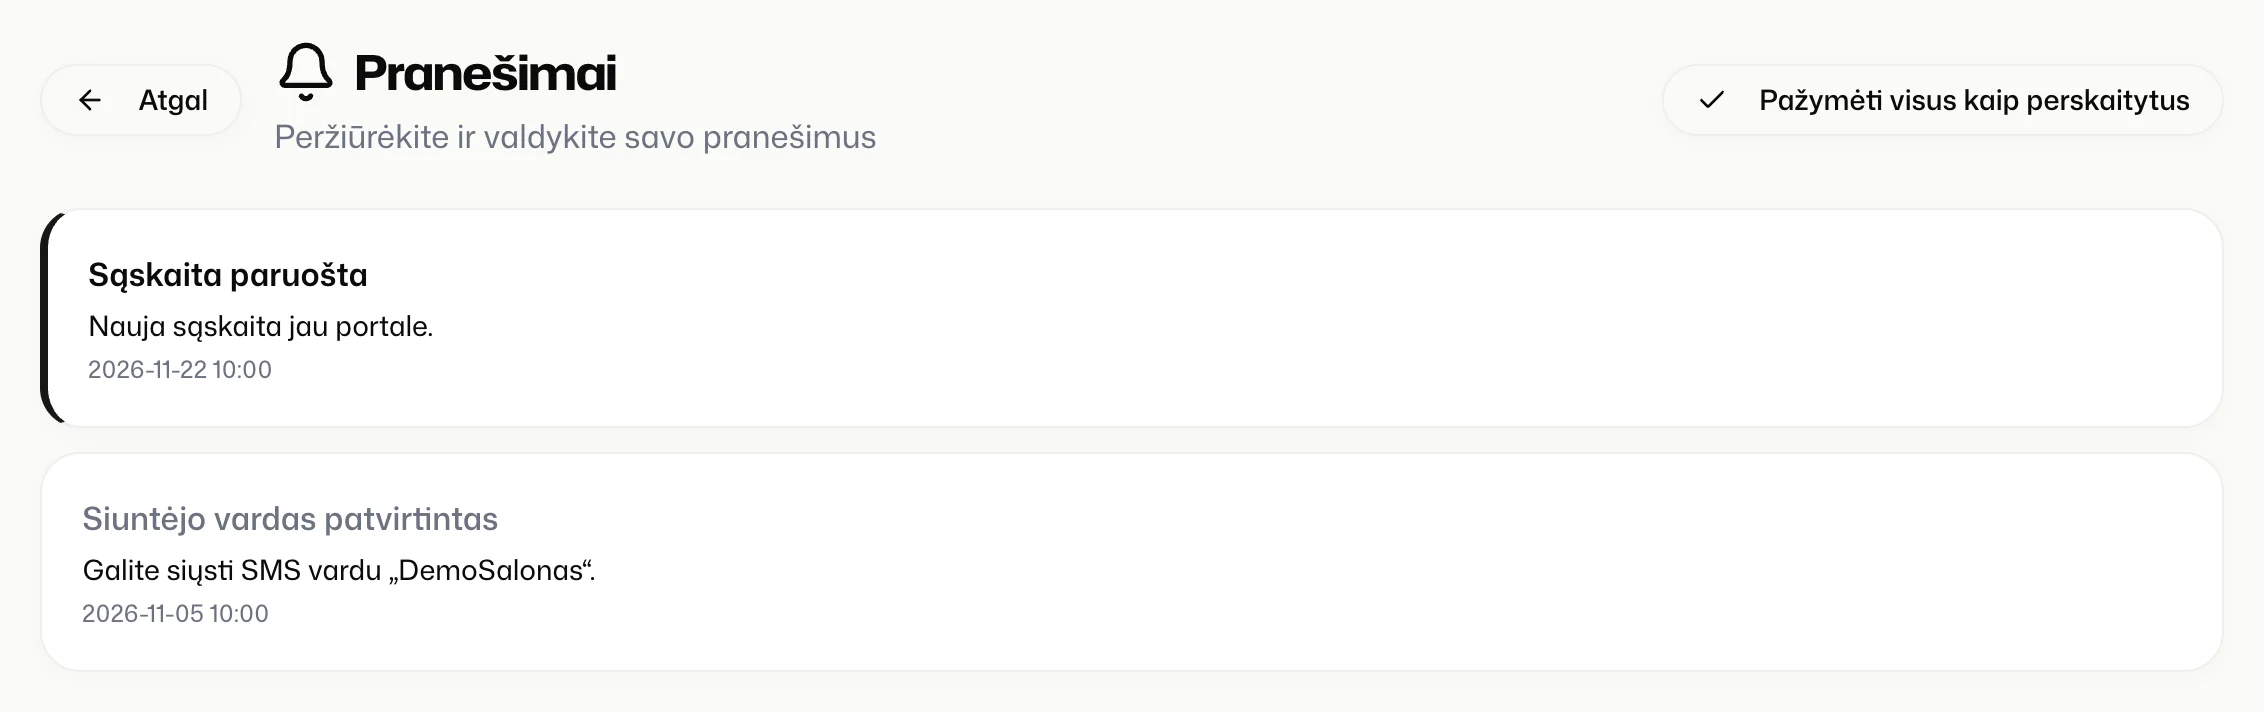 Atgal
Pranešimai
Peržiūrėkite ir valdykite savo pranešimus
Pažymėti visus kaip perskaitytus
Sąskaita paruošta
Nauja sąskaita jau portale.
2026-11-22 10:00
Siuntėjo vardas patvirtintas
Galite siųsti SMS vardu „DemoSalonas“.
2026-11-05 10:00